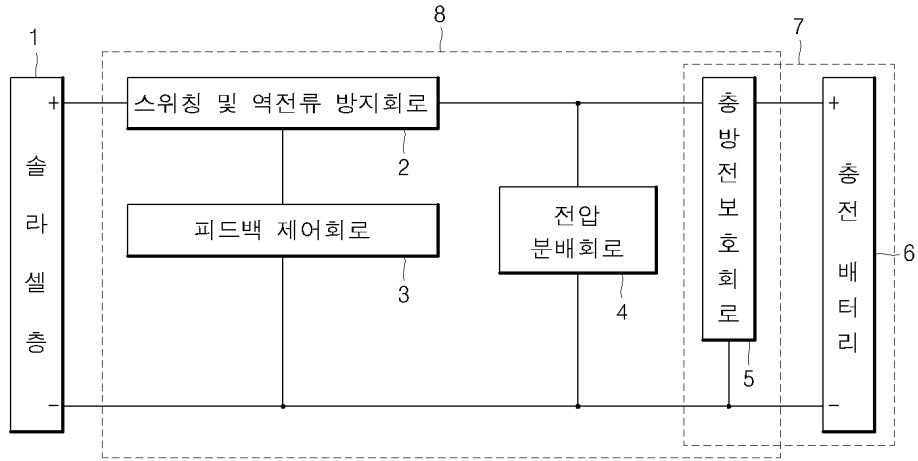 8
1
7
+
스위칭 및 역전류 방지회로
+
2
솔라셀층
피드백 제어회로
3
전압
분배회로
4
충방전보호회로
5
충전 배터리
6
−
−